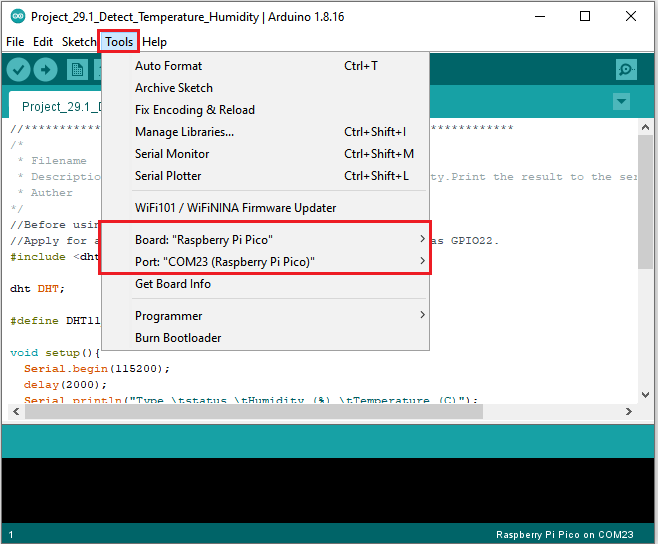 Project_29.1_Detect_Temperature_Humidity | Arduino 1.8.16
File Edit Sketch Tools Help
Auto Format Ctrl+T
Archive Sketch
Fix Encoding & Reload
Manage Libraries... Ctrl+Shift+I
Serial Monitor Ctrl+Shift+M
Serial Plotter Ctrl+Shift+L
WiFi101 / WiFiNINA Firmware Updater
Board: "Raspberry Pi Pico"
Port: "COM23 (Raspberry Pi Pico)"
Get Board Info
Programmer
Burn Bootloader
Project_29.1_D
//*********** ***********
/*
* Filename
* Descriptio ty.Print the result to the ser
* Auther
*/
//Before usin
//Apply for a as GPIO22.
#include <dht
dht DHT;
#define DHT11
void setup(){
Serial.begin(115200);
delay(2000);
Serial.println("Type,\tstatus,\tHumidity (%),\tTemperature (C)");
1 Raspberry Pi Pico on COM23